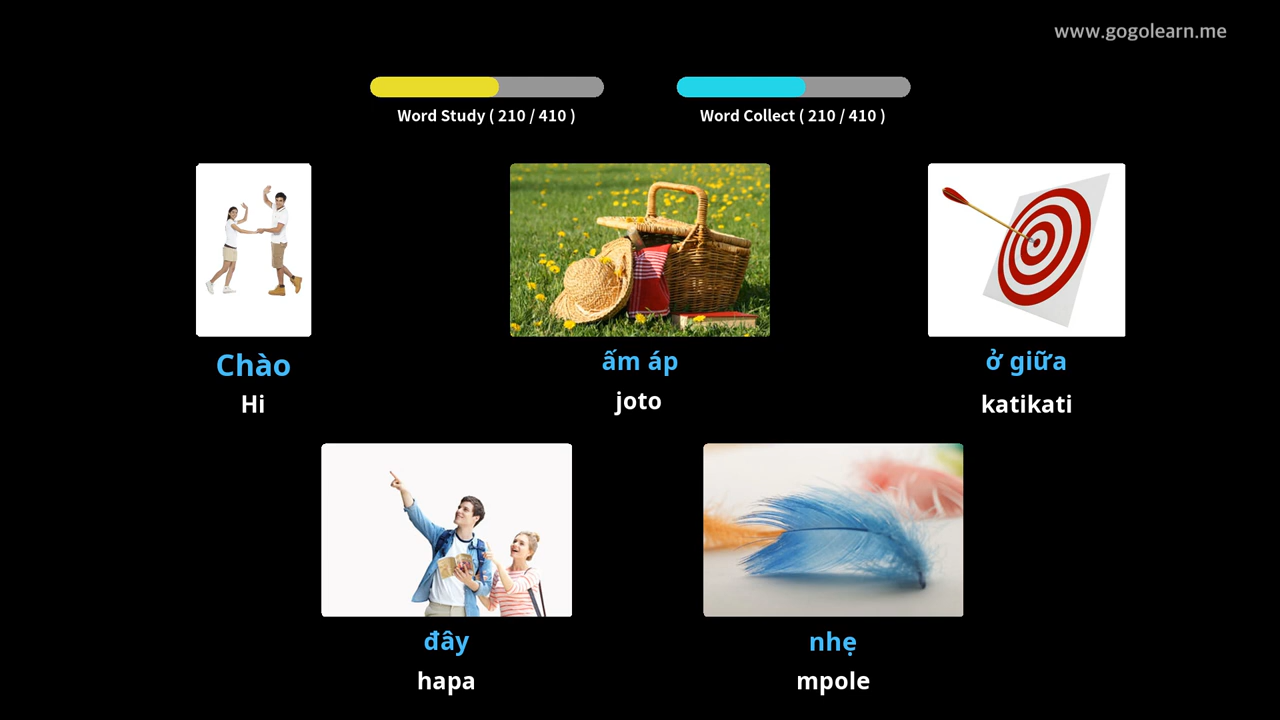 www.gogolearn.me
Word Study ( 210 / 410 )
Word Collect ( 210 / 410 )
Chào
Hi
ấm áp
joto
ở giữa
katikati
đây
hapa
nhẹ
mpole